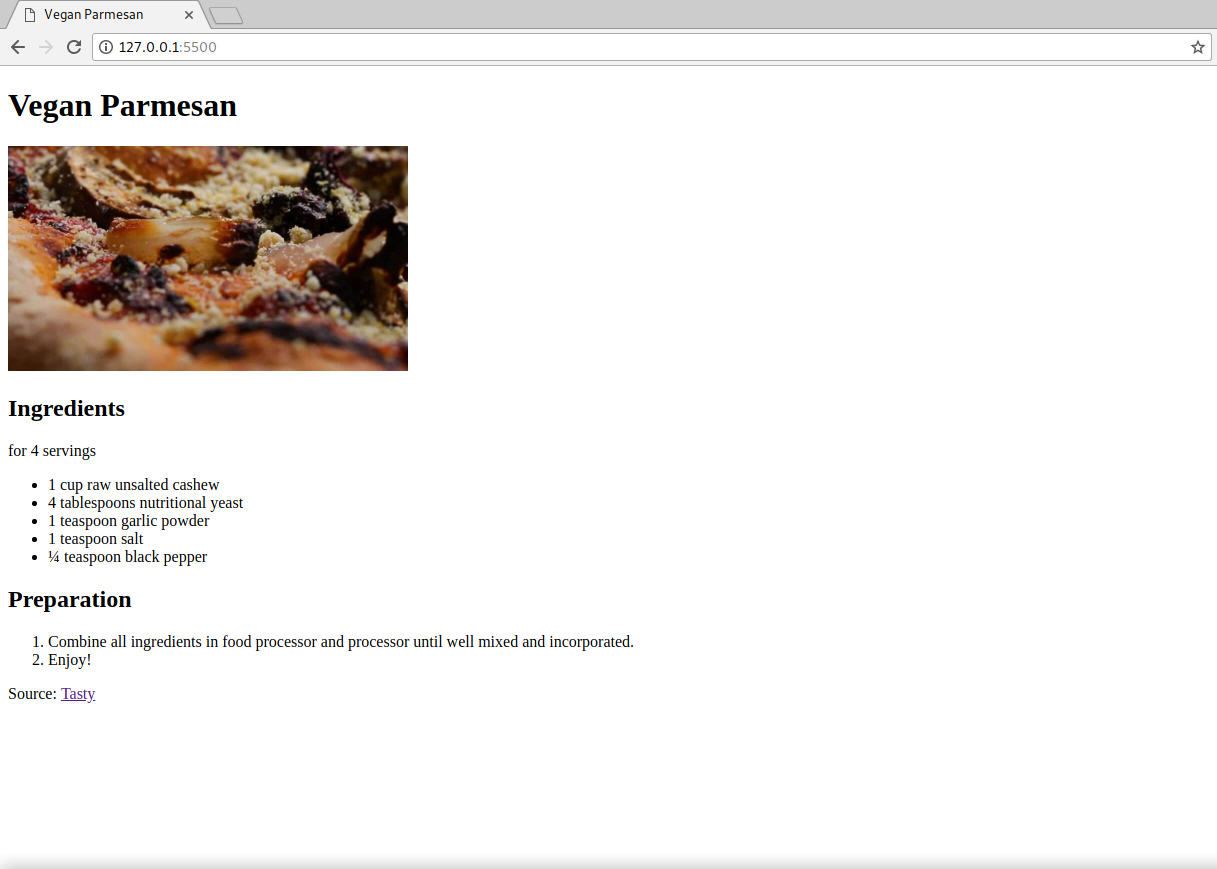 Vegan Parmesan
127.0.0.1:5500
Vegan Parmesan
Ingredients
for 4 servings
1 cup raw unsalted cashew
4 tablespoons nutritional yeast
1 teaspoon garlic powder
1 teaspoon salt
¼ teaspoon black pepper
Preparation
1. Combine all ingredients in food processor and processor until well mixed and incorporated.
2. Enjoy!
Source: Tasty